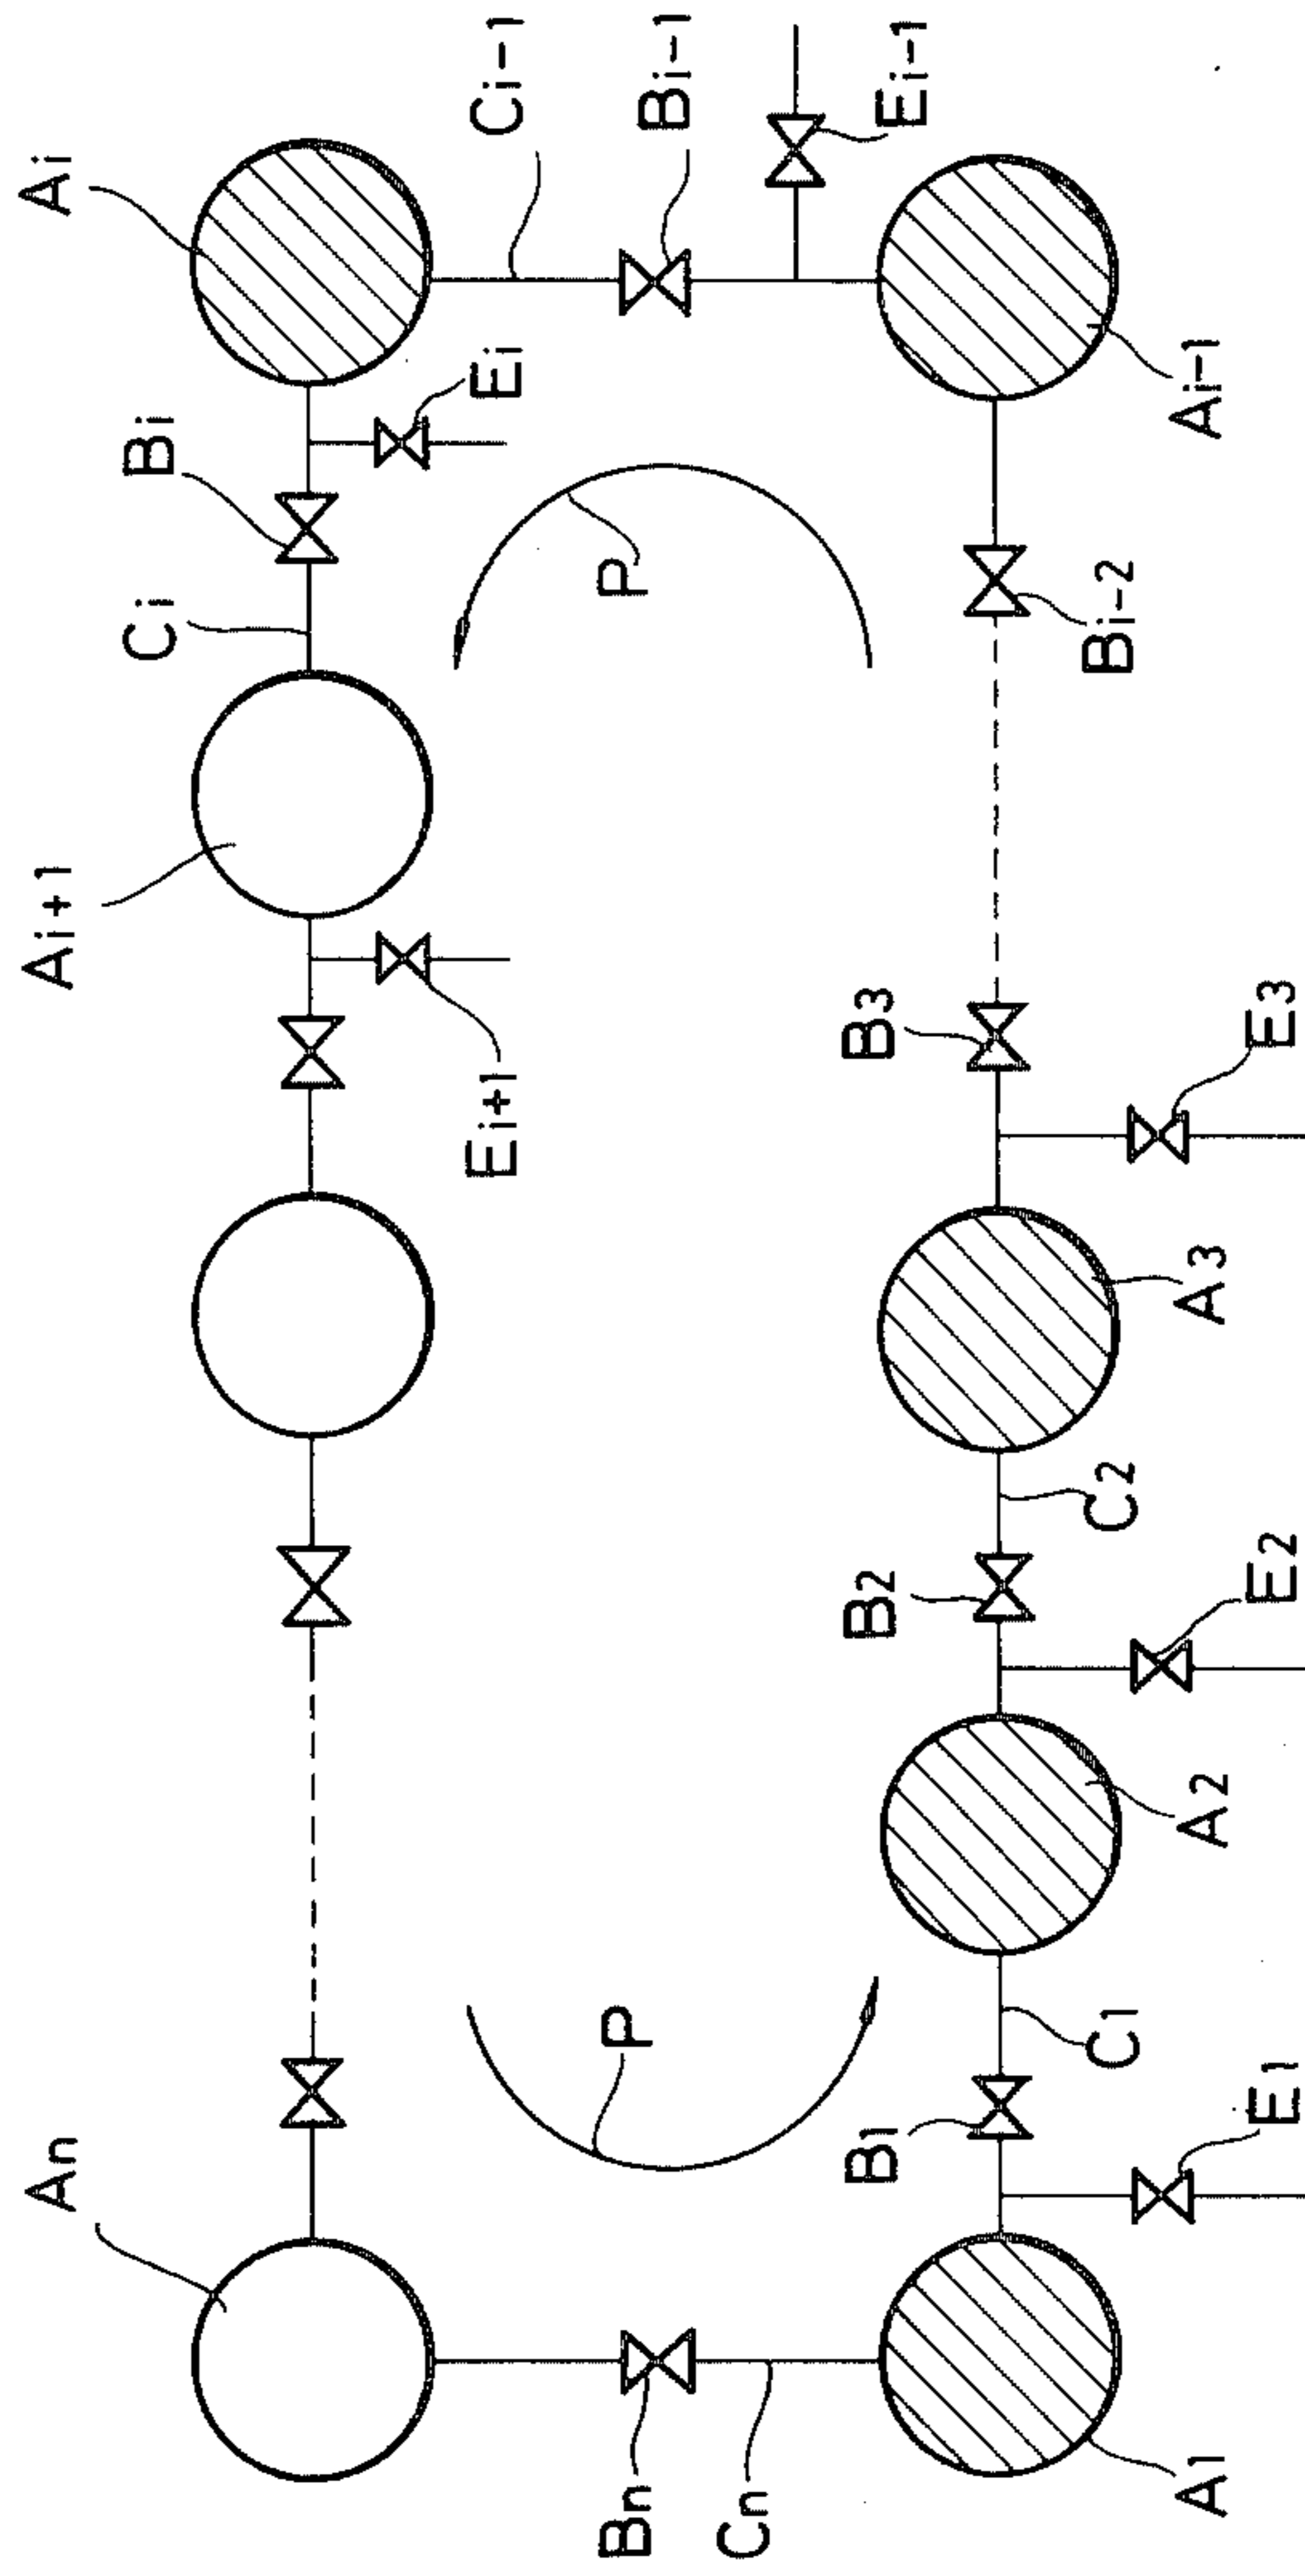 An
Ai+1
Ai
Bi
Ci
Ei
Ei+1
Ci-1
Bi-1
Ei-1
P
P
Bn
Cn
A1
B1
E1
C1
A2
B2
E2
C2
A3
B3
E3
Bi-2
Ai-1